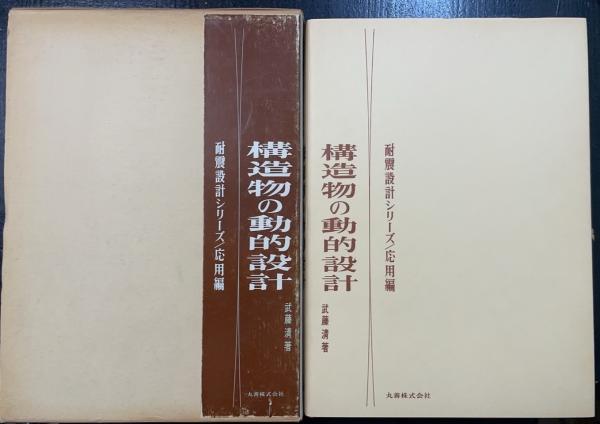 構造物の動的設計
耐震設計シリーズ/応用編
武藤 清 著
丸善株式会社
耐震設計シリーズ/応用編
構造物の動的設計
武藤 清 著
丸善株式会社